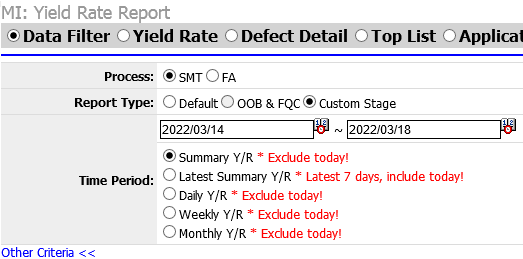 MI: Yield Rate Report
Data Filter Yield Rate Defect Detail Top List Applicat
Process: SMT FA
Report Type: Default OOB & FQC Custom Stage
2022/03/14 ~ 2022/03/18
Summary Y/R * Exclude today!
Latest Summary Y/R * Latest 7 days, include today!
Time Period: Daily Y/R * Exclude today!
Weekly Y/R * Exclude today!
Monthly Y/R * Exclude today!
Other Criteria <<